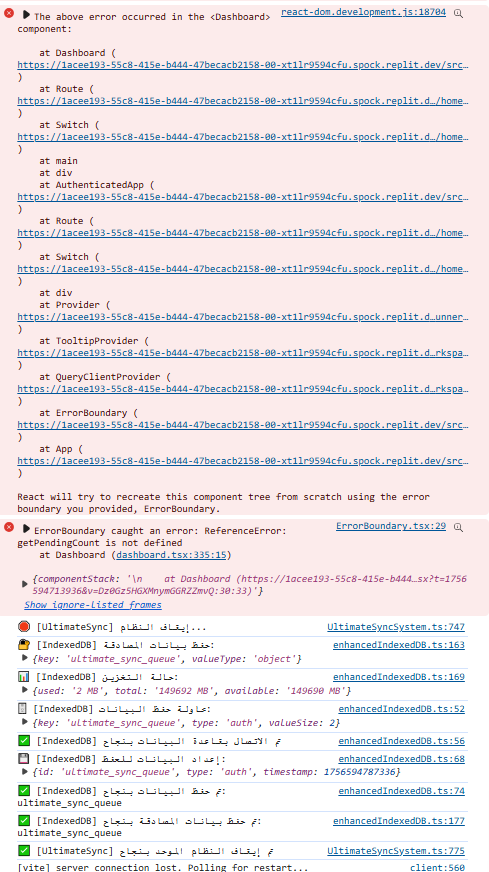 The above error occurred in the <Dashboard> react-dom.development.js:18704
component:
at Dashboard (
https://1acee193-55c8-415e-b444-47becacb2158-00-xt1lr9594cfu.spock.replit.dev/src…
)
at Route (
https://1acee193-55c8-415e-b444-47becacb2158-00-xt1lr9594cfu.spock.replit.d…/home…
)
at Switch (
https://1acee193-55c8-415e-b444-47becacb2158-00-xt1lr9594cfu.spock.replit.d…/home…
)
at main
at div
at AuthenticatedApp (
https://1acee193-55c8-415e-b444-47becacb2158-00-xt1lr9594cfu.spock.replit.dev/src…
)
at Route (
https://1acee193-55c8-415e-b444-47becacb2158-00-xt1lr9594cfu.spock.replit.d…/home…
)
at Switch (
https://1acee193-55c8-415e-b444-47becacb2158-00-xt1lr9594cfu.spock.replit.d…/home…
)
at div
at Provider (
https://1acee193-55c8-415e-b444-47becacb2158-00-xt1lr9594cfu.spock.replit.d…unner…
)
at TooltipProvider (
https://1acee193-55c8-415e-b444-47becacb2158-00-xt1lr9594cfu.spock.replit.d…rkspa…
)
at QueryClientProvider (
https://1acee193-55c8-415e-b444-47becacb2158-00-xt1lr9594cfu.spock.replit.d…rkspa…
)
at ErrorBoundary (
https://1acee193-55c8-415e-b444-47becacb2158-00-xt1lr9594cfu.spock.replit.dev/src…
)
at App (
https://1acee193-55c8-415e-b444-47becacb2158-00-xt1lr9594cfu.spock.replit.dev/src…
)
React will try to recreate this component tree from scratch using the error
boundary you provided, ErrorBoundary.
ErrorBoundary caught an error: ReferenceError: ErrorBoundary.tsx:29
getPendingCount is not defined
at Dashboard (dashboard.tsx:335:15)
{componentStack: '\n    at Dashboard (https://1acee193-55c8-415e-b444…sx?t=1756
594713936&v=Dz0Gz5HGXMnymGGRZZmvQ:30:33)'}
Show ignore-listed frames
[UltimateSync] إيقاف النظام... UltimateSyncSystem.ts:747
[IndexedDB] حفظ بيانات المصادقة: enhancedIndexedDB.ts:163
{key: 'ultimate_sync_queue', valueType: 'object'}
[IndexedDB] حالة التخزين: enhancedIndexedDB.ts:169
{used: '2 MB', total: '149692 MB', available: '149690 MB'}
[IndexedDB] محاولة حفظ البيانات: enhancedIndexedDB.ts:52
{key: 'ultimate_sync_queue', type: 'auth', valueSize: 2}
[IndexedDB] تم الاتصال بقاعدة البيانات بنجاح enhancedIndexedDB.ts:56
[IndexedDB] إعداد البيانات للحفظ: enhancedIndexedDB.ts:68
{id: 'ultimate_sync_queue', type: 'auth', timestamp: 1756594787336}
[IndexedDB] تم حفظ البيانات بنجاح: enhancedIndexedDB.ts:74
ultimate_sync_queue
[IndexedDB] تم حفظ بيانات المصادقة بنجاح: enhancedIndexedDB.ts:177
ultimate_sync_queue
[UltimateSync] تم إيقاف النظام الموحد بنجاح UltimateSyncSystem.ts:775
[vite] server connection lost. Polling for restart... client:560